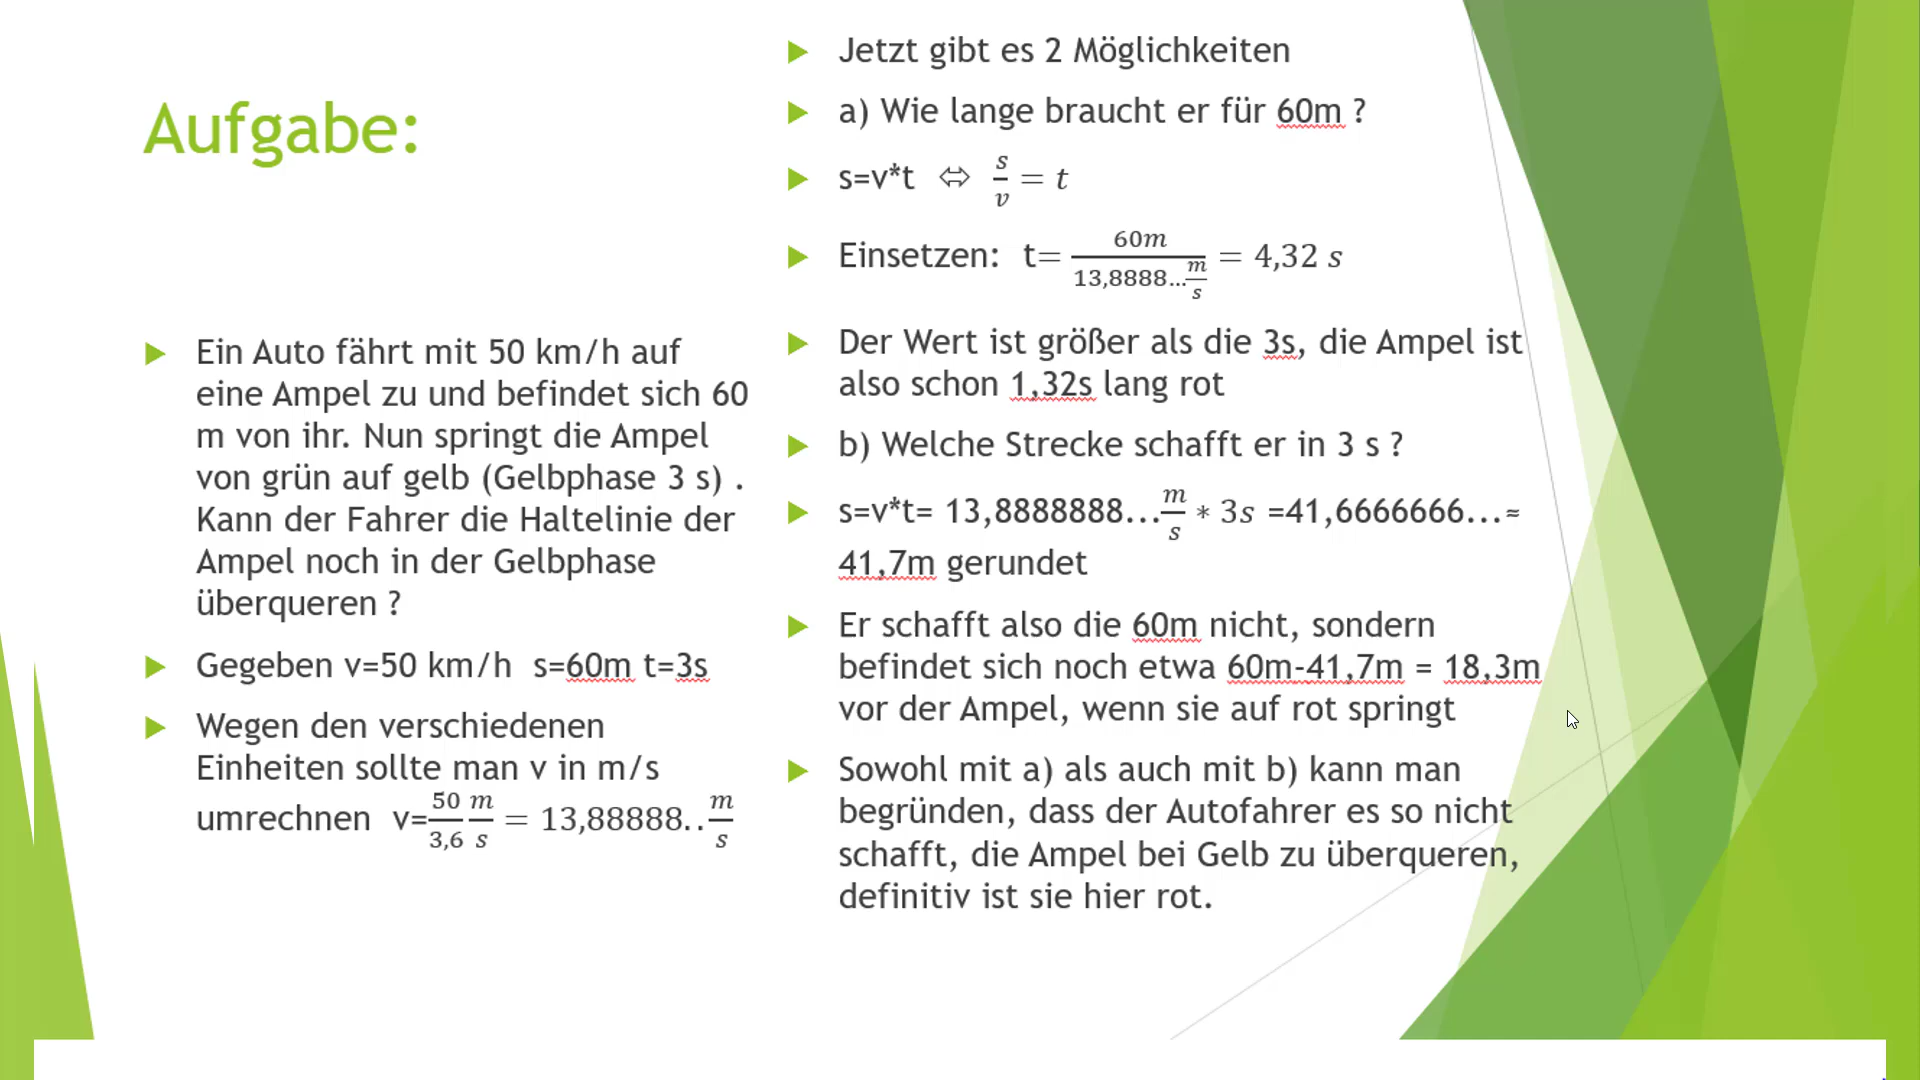 Aufgabe:
Ein Auto fährt mit 50 km/h auf
eine Ampel zu und befindet sich 60
m von ihr. Nun springt die Ampel
von grün auf gelb (Gelbphase 3 s) .
Kann der Fahrer die Haltelinie der
Ampel noch in der Gelbphase
überqueren ?
Gegeben v=50 km/h s=60m t=3s
Wegen den verschiedenen
Einheiten sollte man v in m/s
umrechnen v=50/3,6 m/s = 13,88888.. m/s
Jetzt gibt es 2 Möglichkeiten
a) Wie lange braucht er für 60m ?
s=v*t ⇔ s/v = t
Einsetzen: t= 60m/13,8888... m/s = 4,32 s
Der Wert ist größer als die 3s, die Ampel ist
also schon 1,32s lang rot
b) Welche Strecke schafft er in 3 s ?
s=v*t= 13,8888888... m/s * 3s =41,6666666...≈
41,7m gerundet
Er schafft also die 60m nicht, sondern
befindet sich noch etwa 60m-41,7m = 18,3m
vor der Ampel, wenn sie auf rot springt
Sowohl mit a) als auch mit b) kann man
begründen, dass der Autofahrer es so nicht
schafft, die Ampel bei Gelb zu überqueren,
definitiv ist sie hier rot.